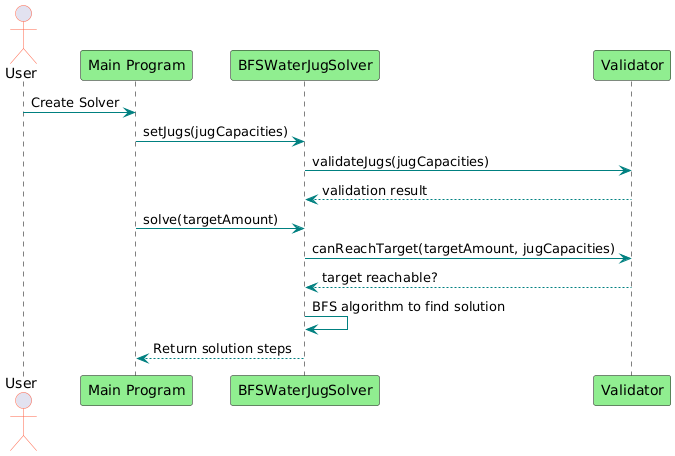 User
Main Program
BFSWaterJugSolver
Validator
Create Solver
setJugs(jugCapacities)
validateJugs(jugCapacities)
validation result
solve(targetAmount)
canReachTarget(targetAmount, jugCapacities)
target reachable?
BFS algorithm to find solution
Return solution steps
User
Main Program
BFSWaterJugSolver
Validator